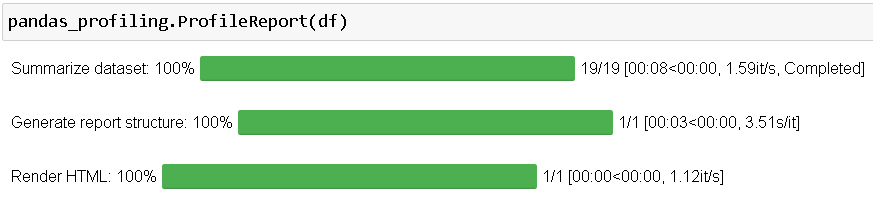 pandas_profiling.ProfileReport(df)
Summarize dataset: 100% 19/19 [00:08<00:00, 1.59it/s, Completed]
Generate report structure: 100% 1/1 [00:03<00:00, 3.51s/it]
Render HTML: 100% 1/1 [00:00<00:00, 1.12it/s]